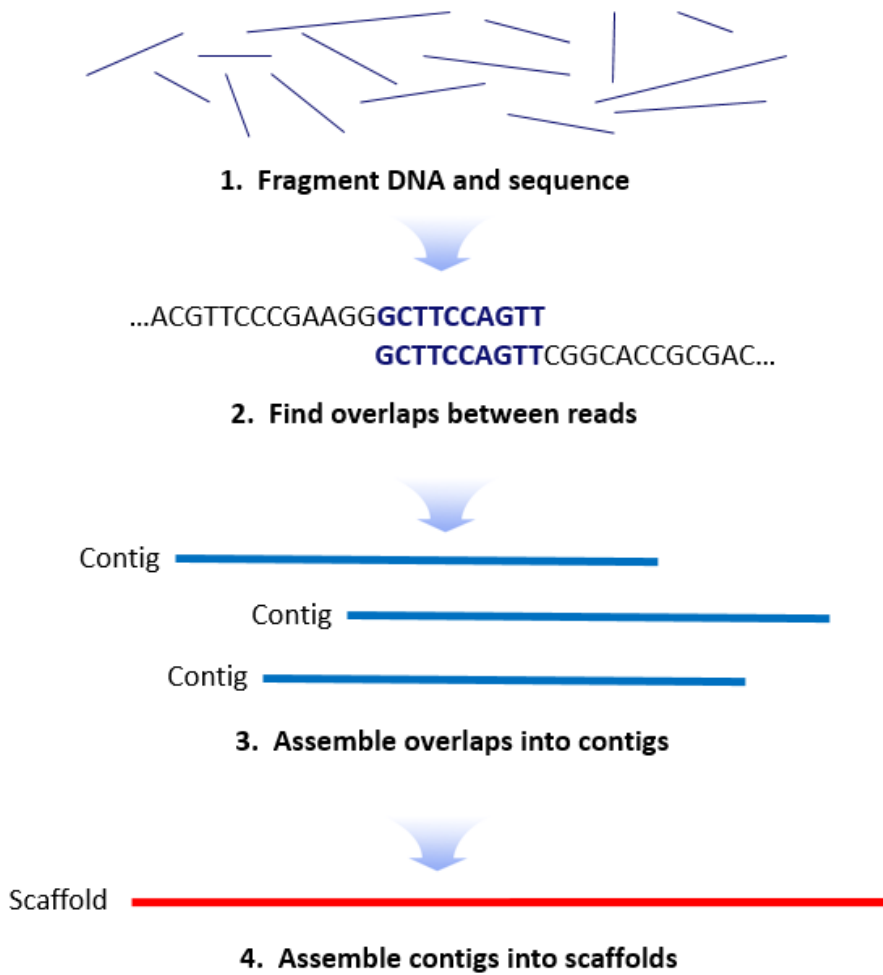 1. Fragment DNA and sequence
...ACGTTCCCGAAGGGCTTCCAGTT
GCTTCCAGTTCGGCACCGCGAC...
2. Find overlaps between reads
Contig
Contig
Contig
3. Assemble overlaps into contigs
Scaffold
4. Assemble contigs into scaffolds